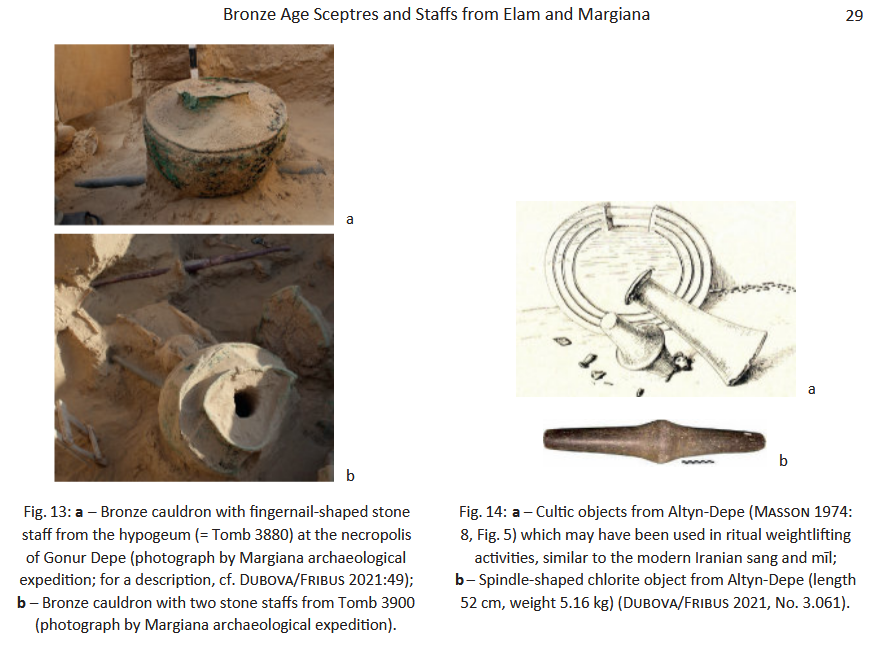 Bronze Age Sceptres and Staffs from Elam and Margiana 29
a
b
Fig. 13: a – Bronze cauldron with fingernail-shaped stone
staff from the hypogeum (= Tomb 3880) at the necropolis
of Gonur Depe (photograph by Margiana archaeological
expedition; for a description, cf. DUBOVA/FRIBUS 2021:49);
b – Bronze cauldron with two stone staffs from Tomb 3900
(photograph by Margiana archaeological expedition).
a
b
Fig. 14: a – Cultic objects from Altyn-Depe (MASSON 1974:
8, Fig. 5) which may have been used in ritual weightlifting
activities, similar to the modern Iranian sang and mīl;
b – Spindle-shaped chlorite object from Altyn-Depe (length
52 cm, weight 5.16 kg) (DUBOVA/FRIBUS 2021, No. 3.061).